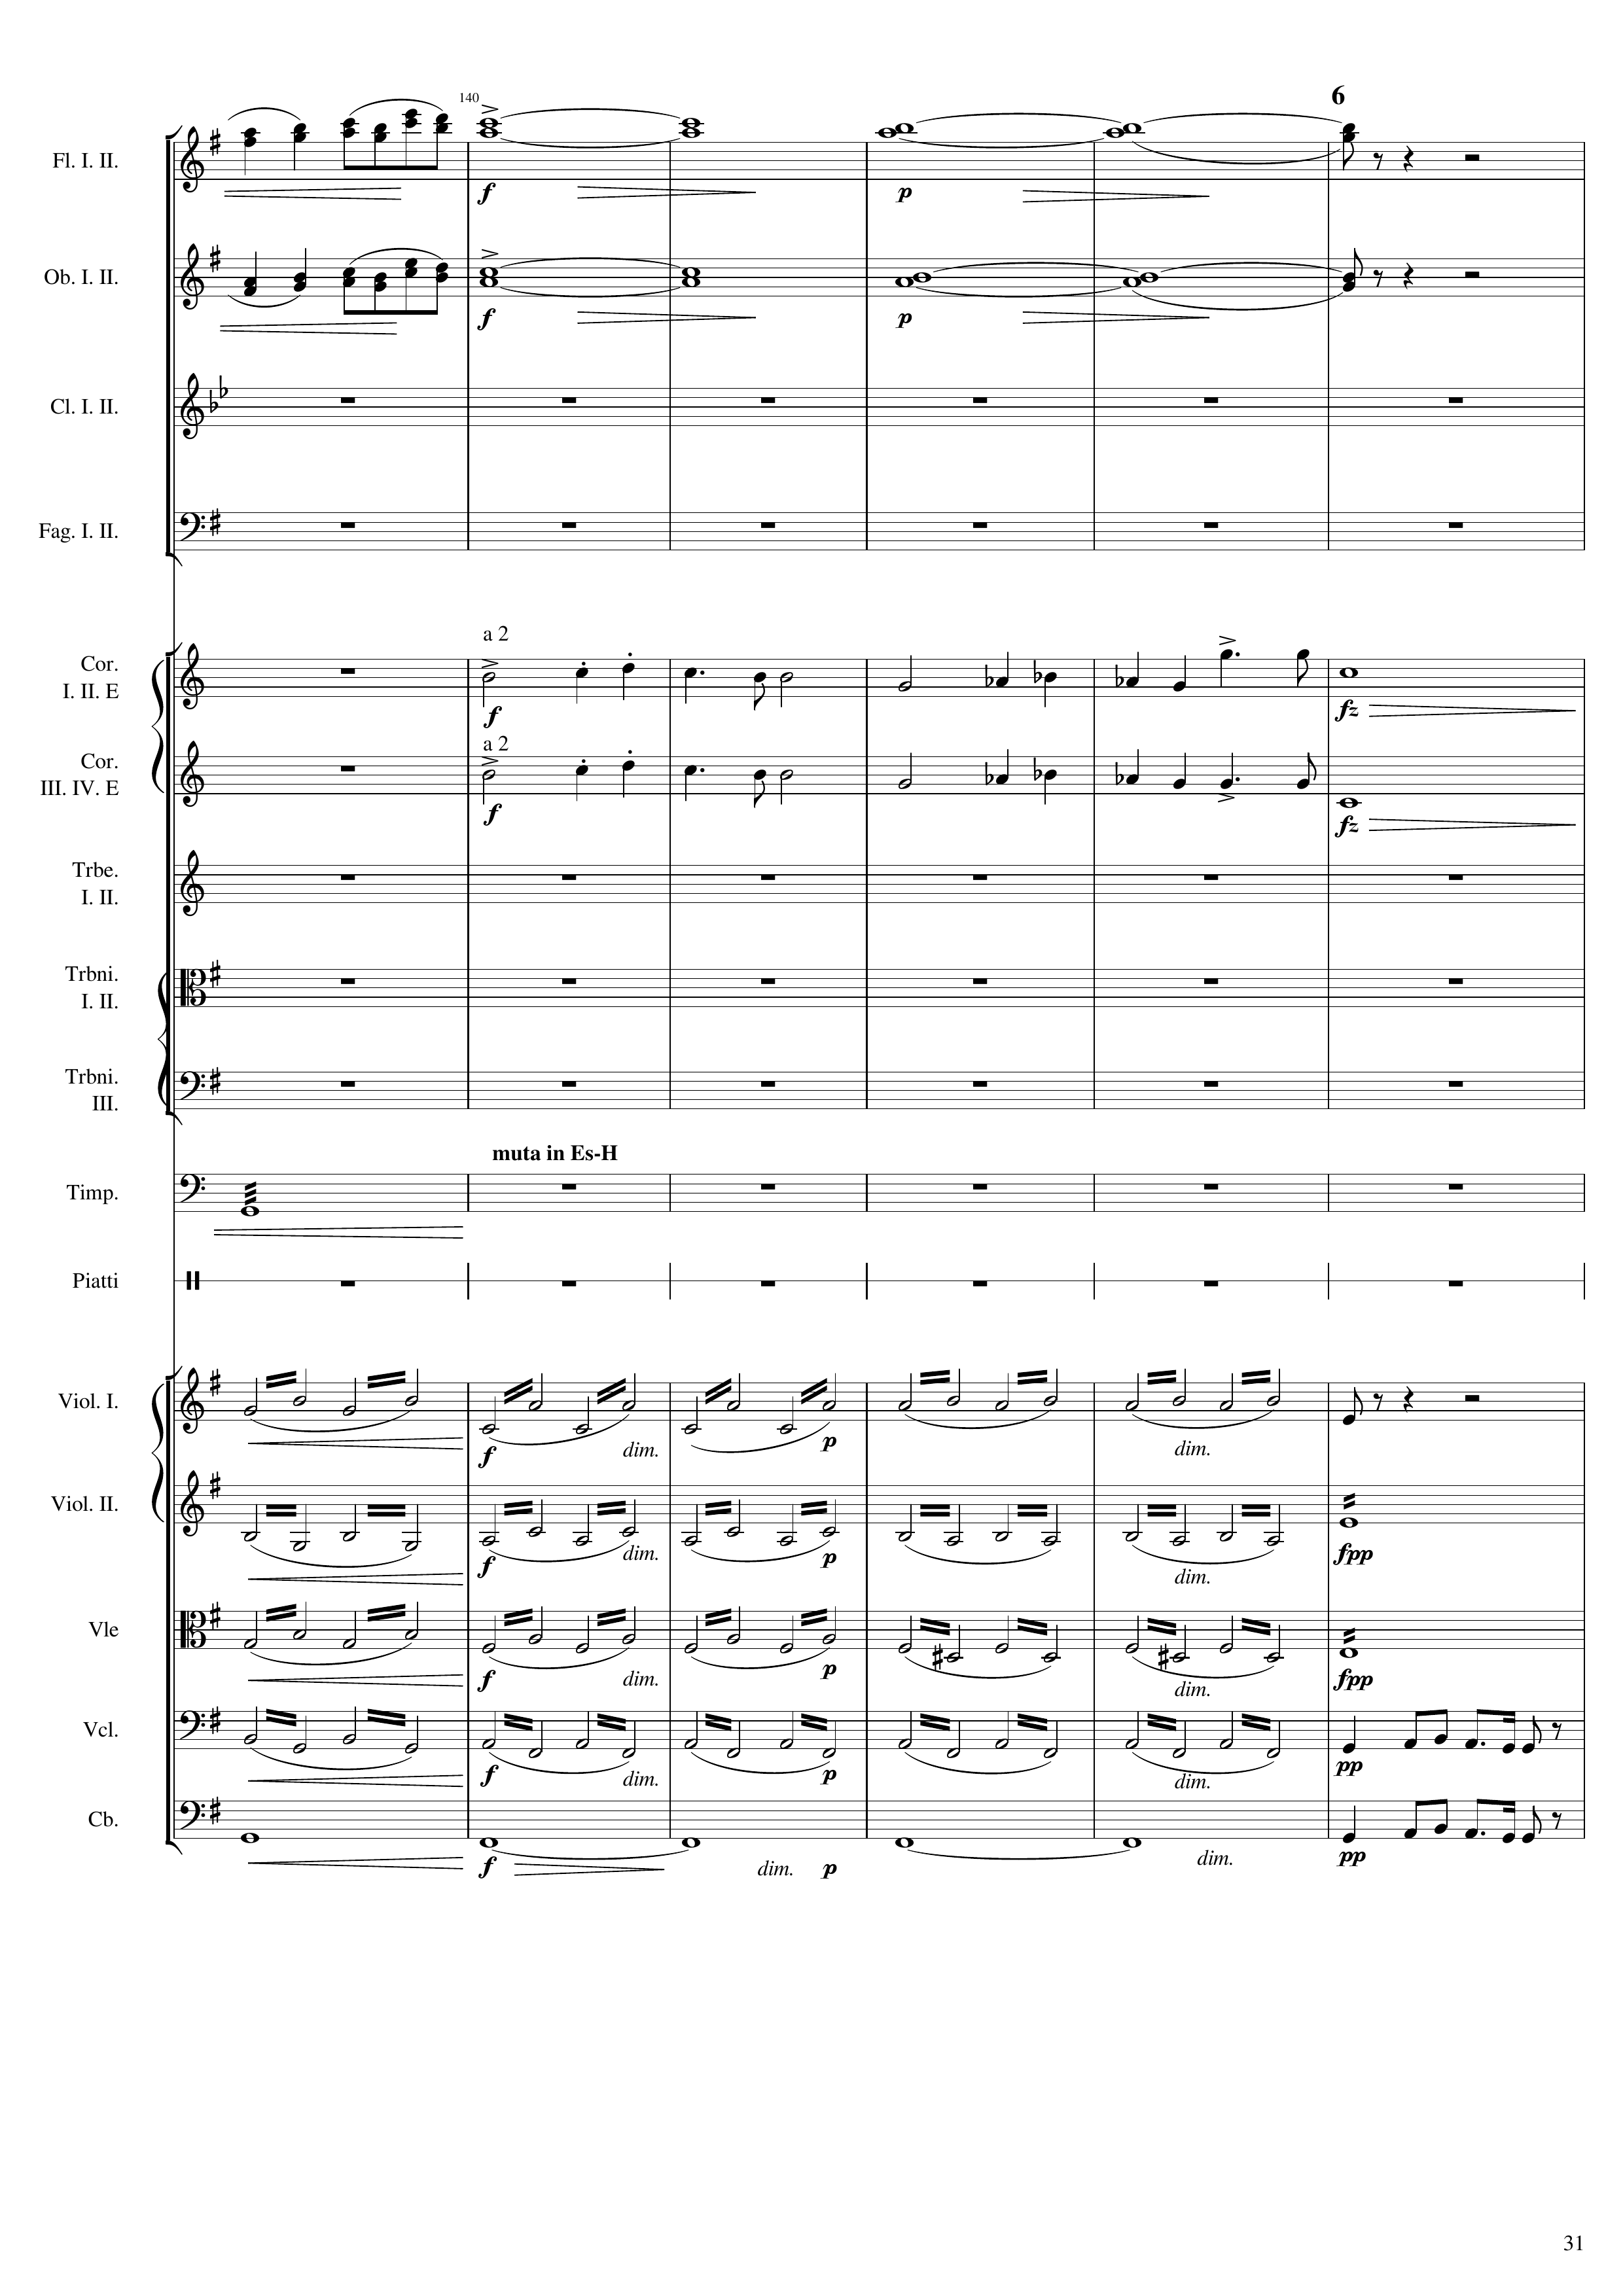 140
6
Fl. I. II.
f
p
Ob. I. II.
f
p
Cl. I. II.
Fag. I. II.
a 2
Cor.
I. II. E
f
fz
a 2
Cor.
III. IV. E
f
fz
Trbe.
I. II.
Trbni.
I. II.
Trbni.
III.
muta in Es-H
Timp.
Piatti
Viol. I.
f dim. p dim.
Viol. II.
f dim. p dim. fpp
Vle
f dim. p dim. fpp
Vcl.
f dim. p dim. pp
Cb.
f dim. p dim. pp
31